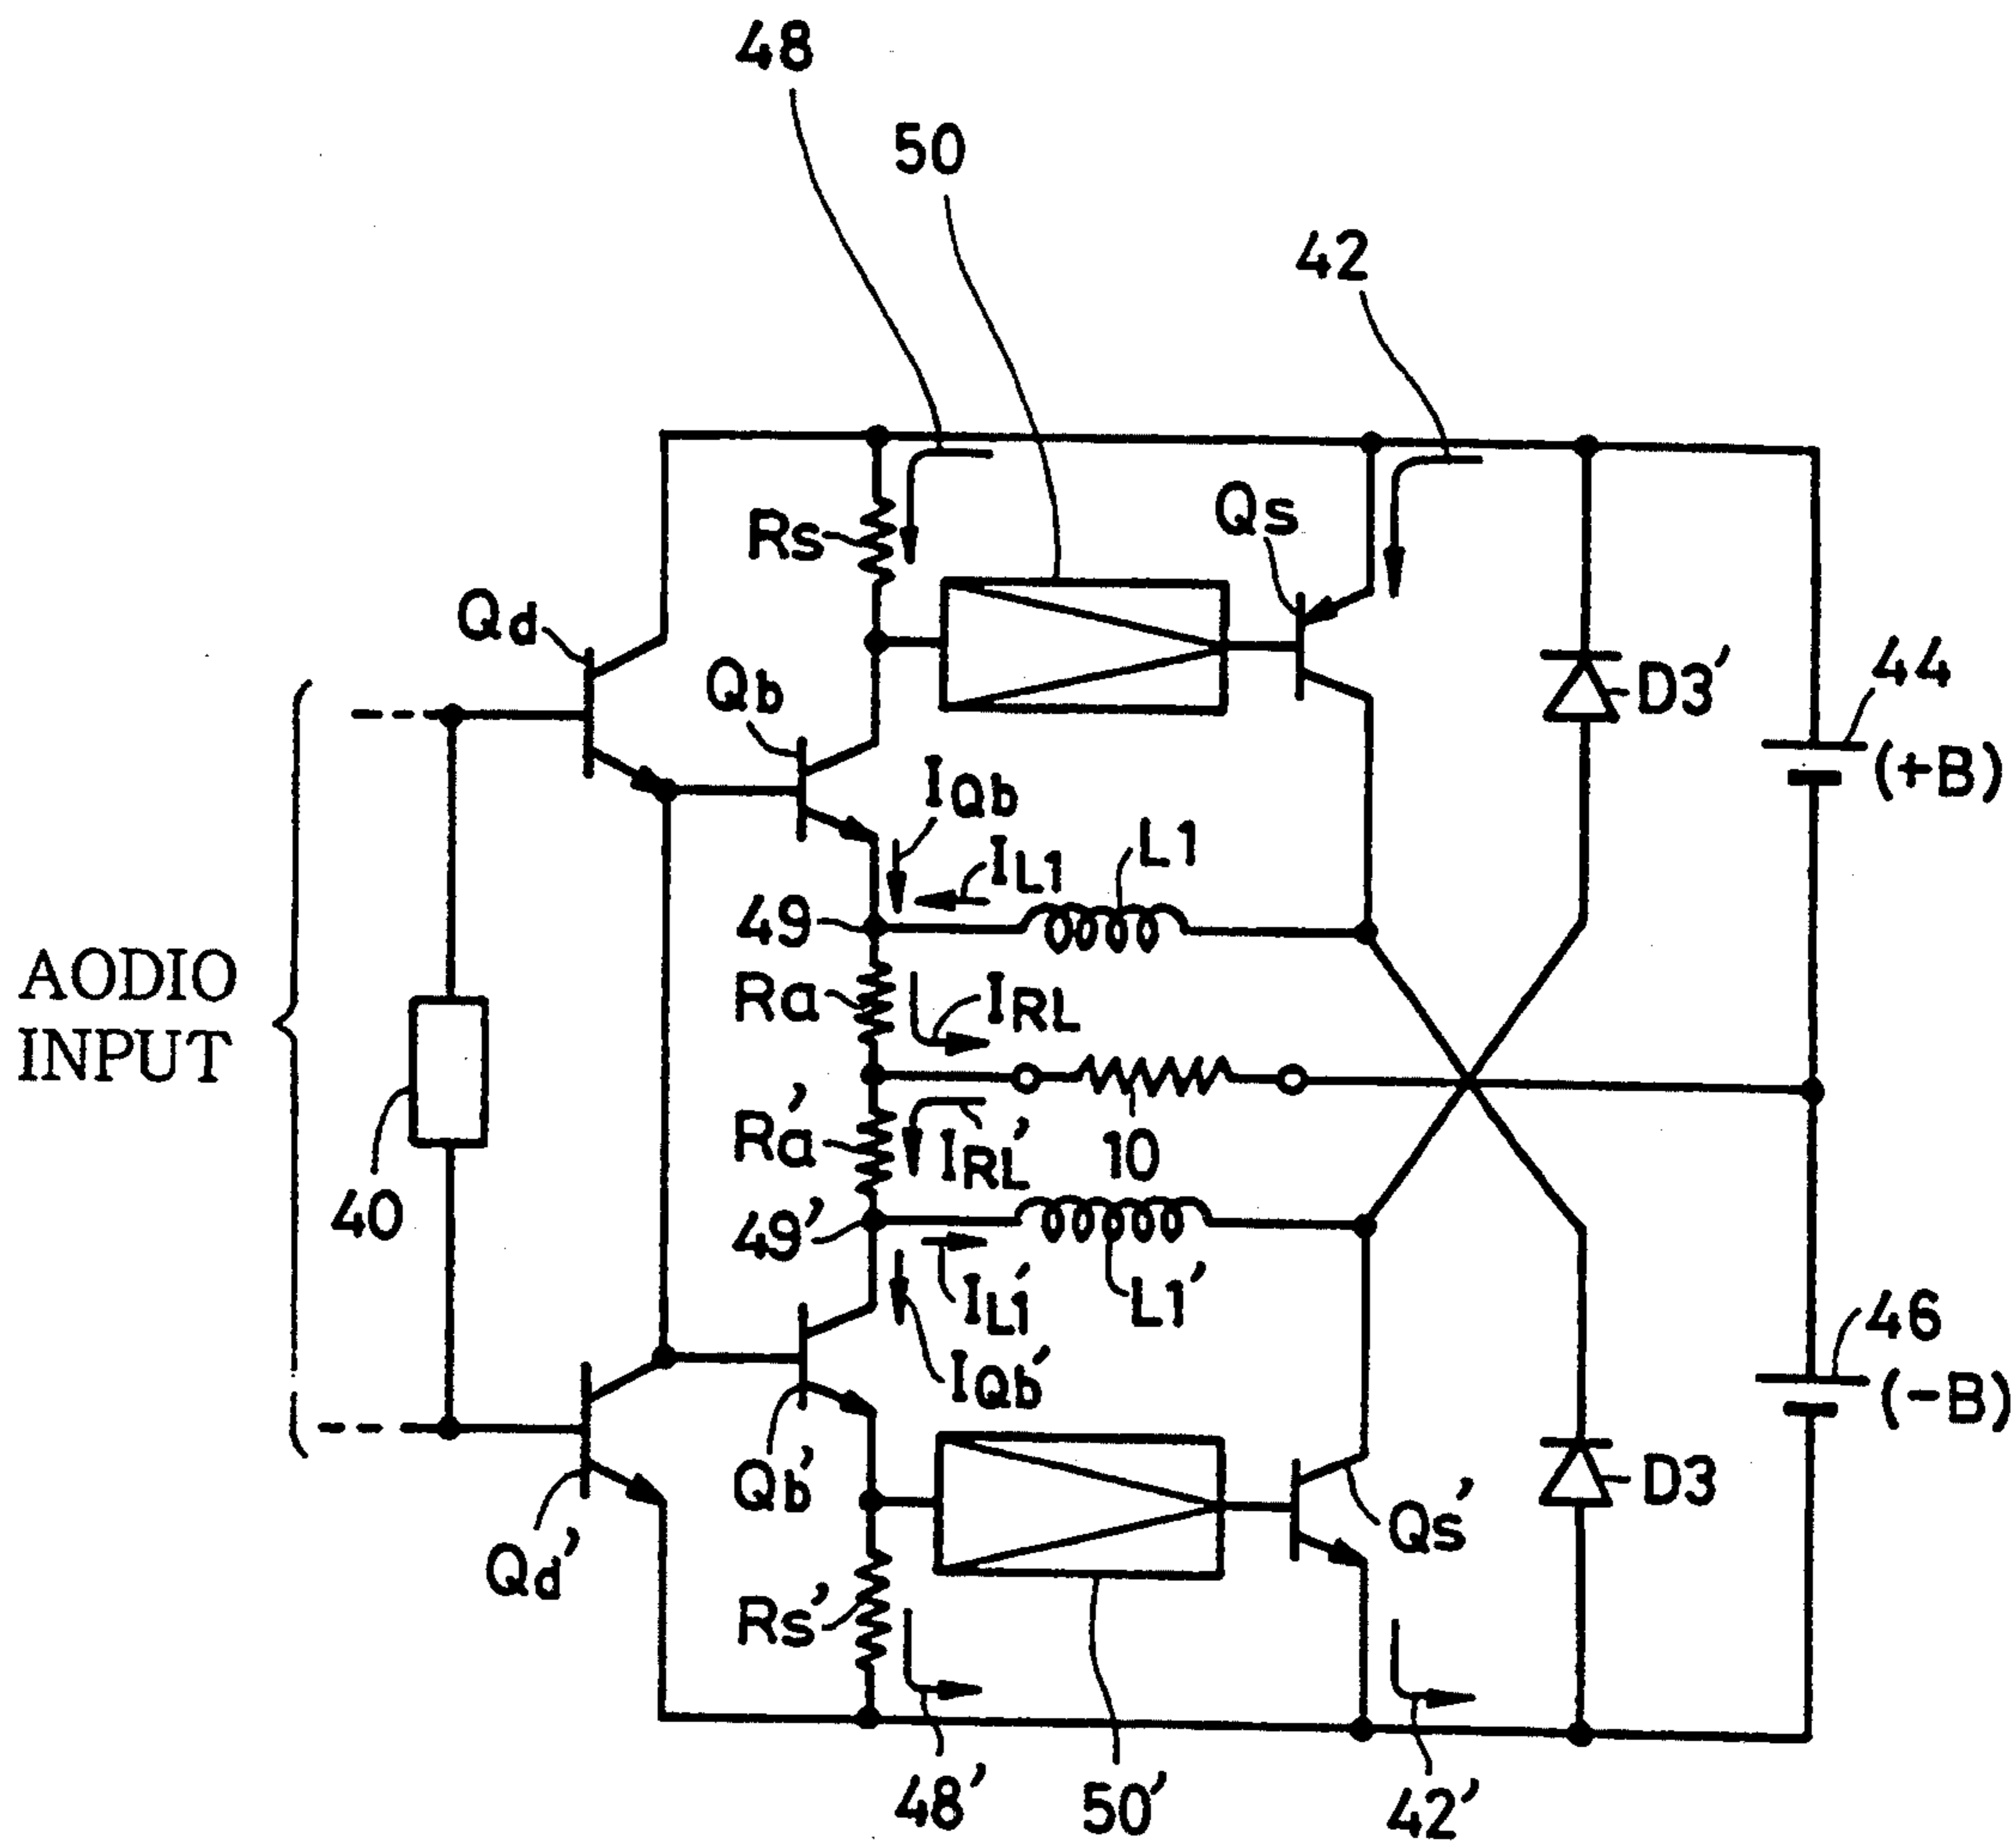 48
50
42
Rs
Qs
Qd
Qb
D3'
44
(+B)
IQb
IL1
L1
49
Ra
IRL
AODIO
INPUT
Ra'
IRL'
10
40
49'
IL1'
L1'
IQb'
46
(-B)
Qb'
D3
Qs'
Qd'
Rs'
48'
50'
42'